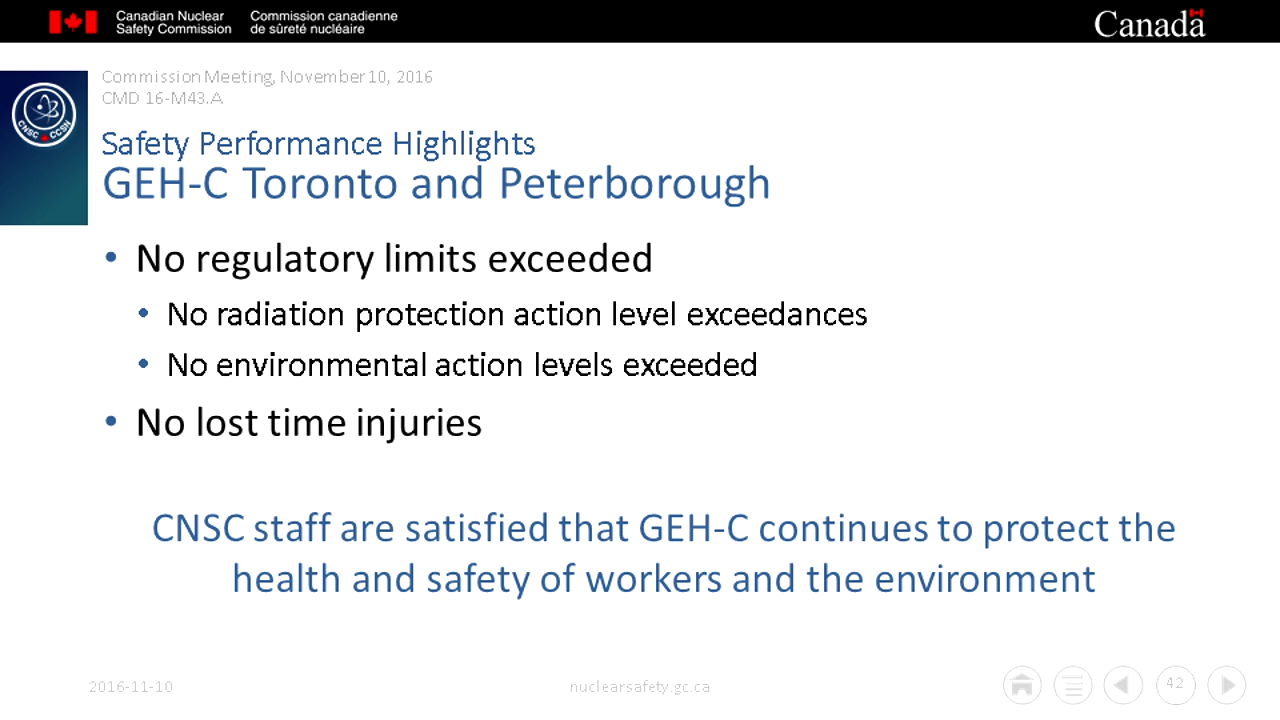 Canadian Nuclear Safety Commission
Commission canadienne de sûreté nucléaire
Canada
Commission Meeting, November 10, 2016
CMD 16-M43.A
CNSC CCSN
Safety Performance Highlights
GEH-C Toronto and Peterborough
• No regulatory limits exceeded
• No radiation protection action level exceedances
• No environmental action levels exceeded
• No lost time injuries
CNSC staff are satisfied that GEH-C continues to protect the
health and safety of workers and the environment
2016-11-10
nuclearsafety.gc.ca
42